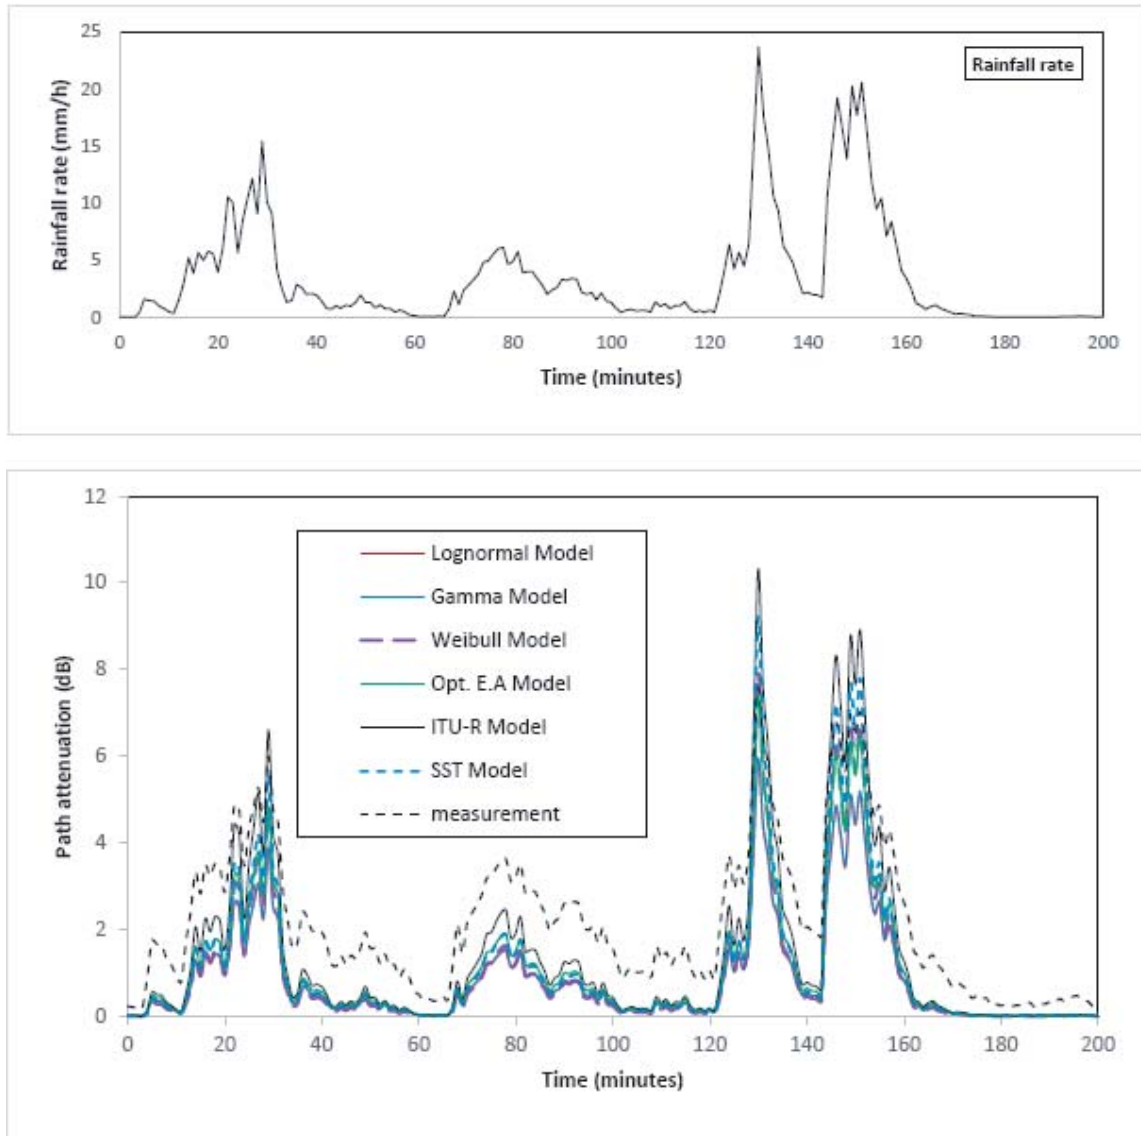 25
20
15
10
5
0
Rainfall rate (mm/h)
Rainfall rate
0 20 40 60 80 100 120 140 160 180 200
Time (minutes)
12
10
8
6
4
2
0
Path attenuation (dB)
Lognormal Model
Gamma Model
Weibull Model
Opt. E.A Model
ITU-R Model
SST Model
measurement
0 20 40 60 80 100 120 140 160 180 200
Time (minutes)